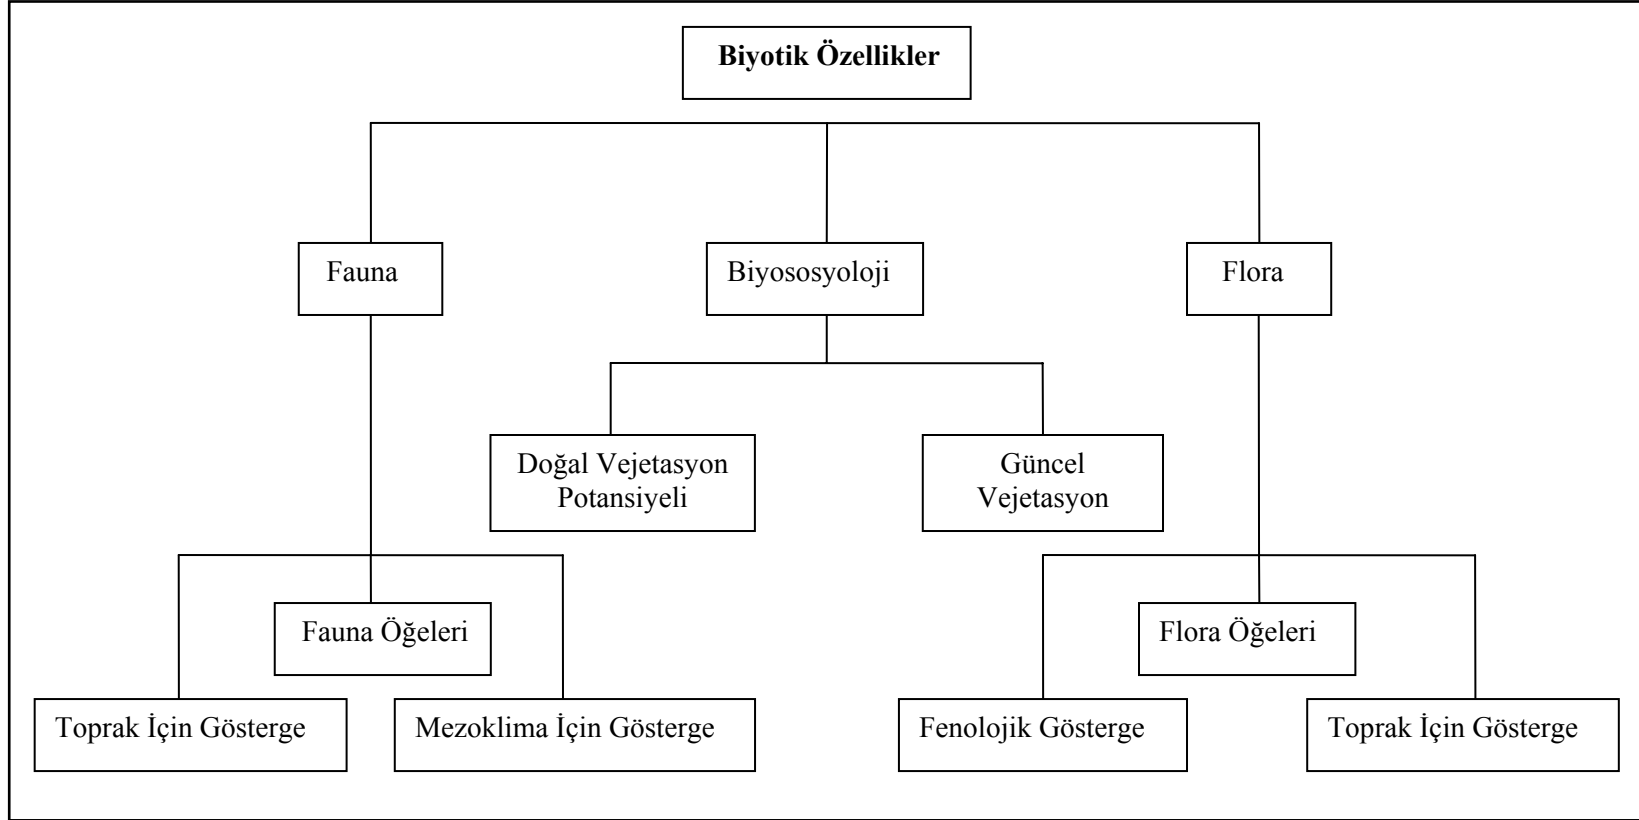 Biyotik Özellikler
Fauna
Biyososyoloji
Flora
Doğal Vejetasyon
Potansiyeli
Güncel
Vejetasyon
Fauna Öğeleri
Flora Öğeleri
Toprak İçin Gösterge
Mezoklima İçin Gösterge
Fenolojik Gösterge
Toprak İçin Gösterge